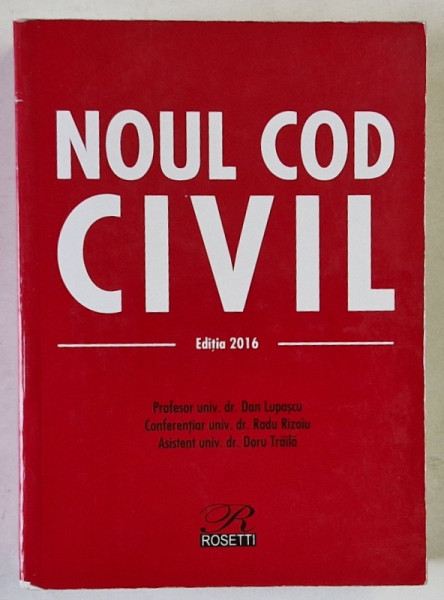 NOUL COD
CIVIL
Ediția 2016
Profesor univ. dr. Dan Lupașcu
Conferențiar univ. dr. Radu Rizoiu
Asistent univ. dr. Doru Trăilă
R
ROSETTI